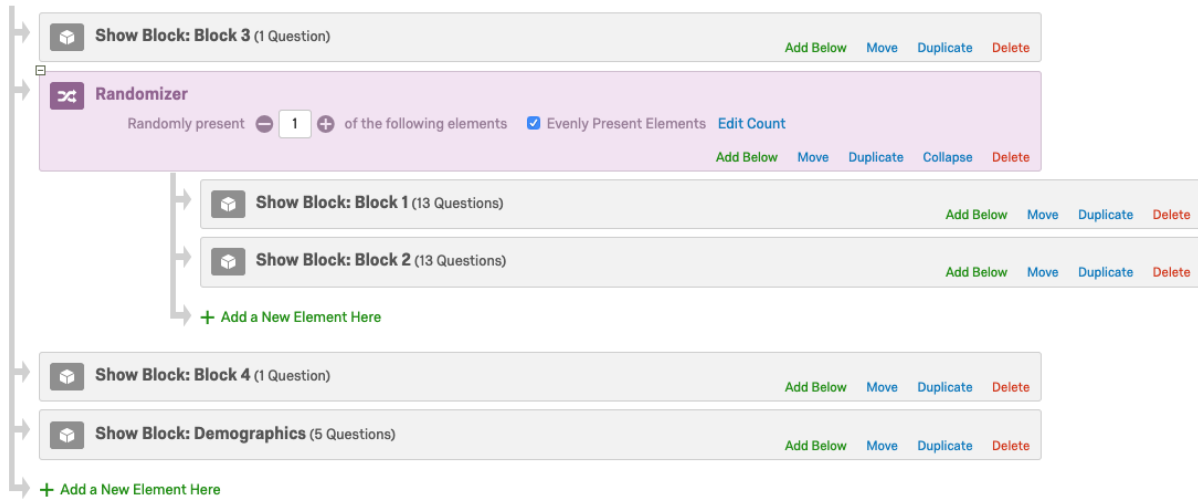 Show Block: Block 3 (1 Question)
Add Below Move Duplicate Delete
Randomizer
Randomly present 1 of the following elements Evenly Present Elements Edit Count
Add Below Move Duplicate Collapse Delete
Show Block: Block 1 (13 Questions)
Add Below Move Duplicate Delete
Show Block: Block 2 (13 Questions)
Add Below Move Duplicate Delete
+ Add a New Element Here
Show Block: Block 4 (1 Question)
Add Below Move Duplicate Delete
Show Block: Demographics (5 Questions)
Add Below Move Duplicate Delete
+ Add a New Element Here